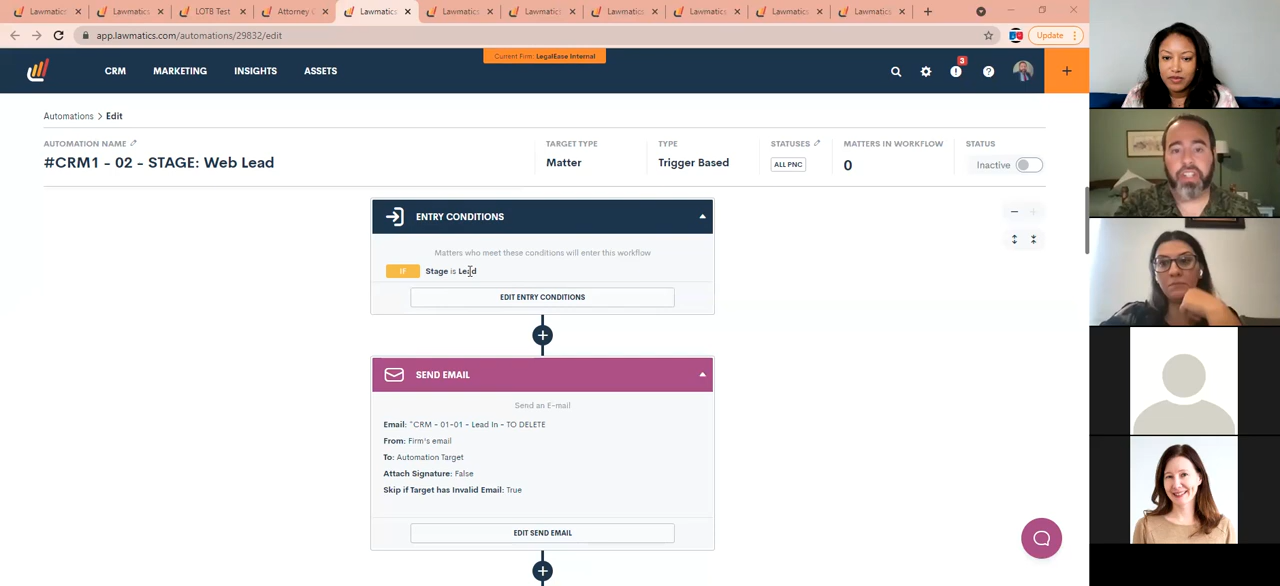 Lawmatics Lawmatics LOTB Test Attorney C Lawmatics Lawmatics Lawmatics Lawmatics Lawmatics Lawmatics Lawmatics
app.lawmatics.com/automations/29832/edit
Update
CRM MARKETING INSIGHTS ASSETS
Current Firm: LegalEase Internal
3
Automations > Edit
AUTOMATION NAME
#CRM1 - 02 - STAGE: Web Lead
TARGET TYPE
Matter
TYPE
Trigger Based
STATUSES
ALL PNC
MATTERS IN WORKFLOW
0
STATUS
Inactive
ENTRY CONDITIONS
Matters who meet these conditions will enter this workflow
IF Stage is Lead
EDIT ENTRY CONDITIONS
SEND EMAIL
Send an E-mail
Email: *CRM - 01-01 - Lead In - TO DELETE
From: Firm's email
To: Automation Target
Attach Signature: False
Skip if Target has Invalid Email: True
EDIT SEND EMAIL